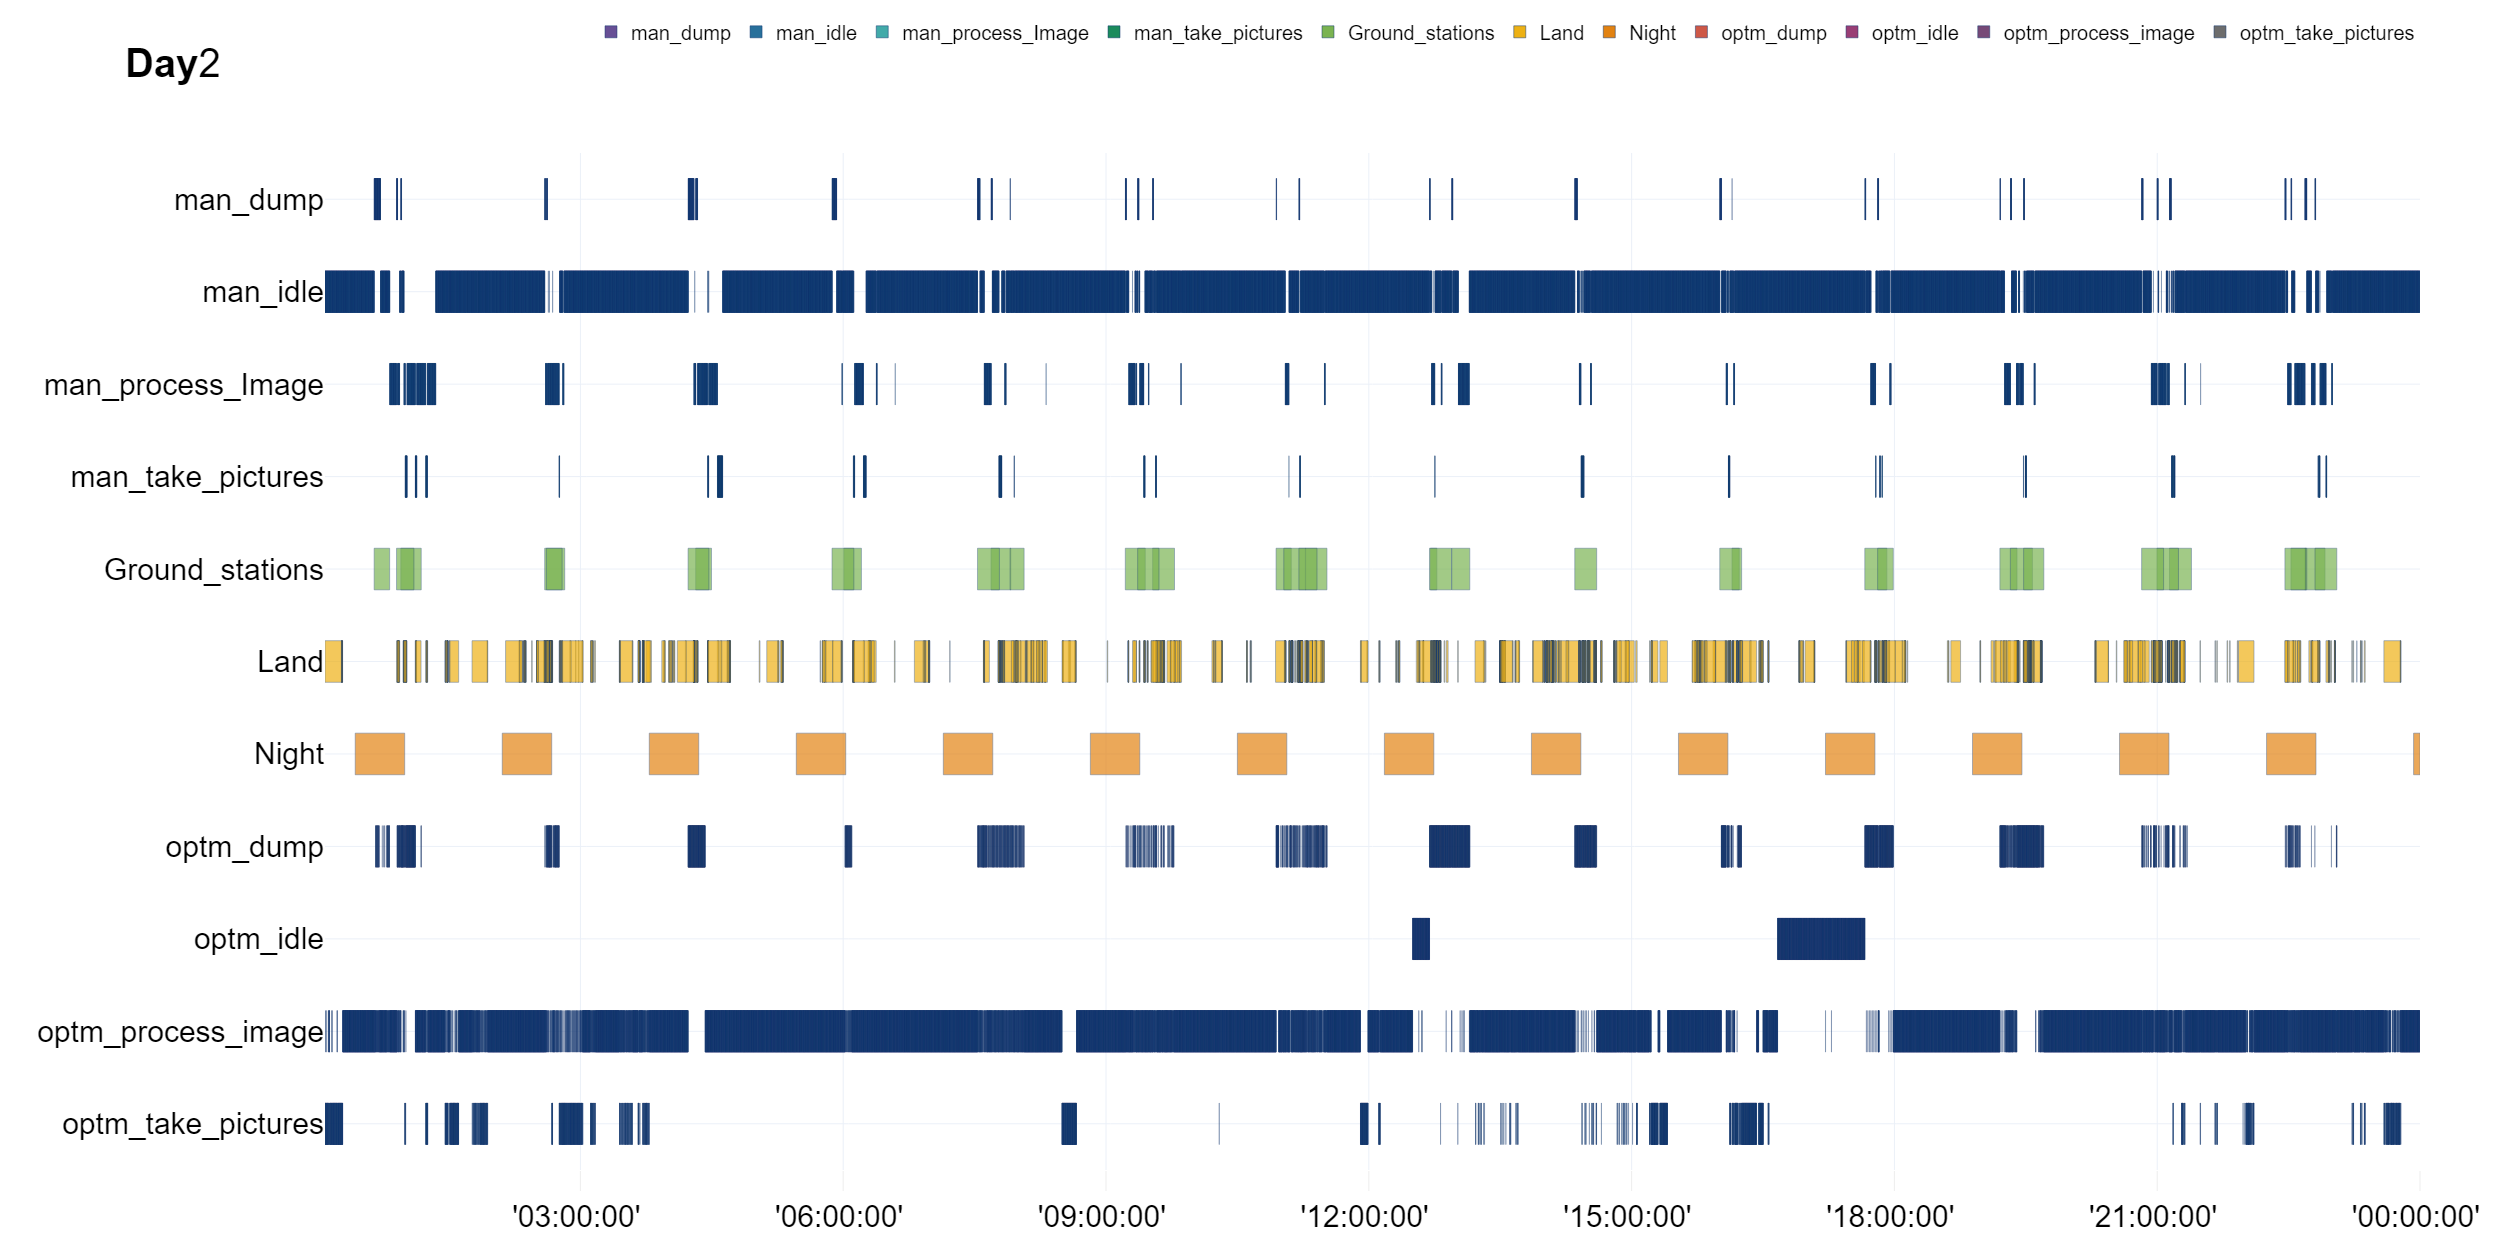 man_dump man_idle man_process_Image man_take_pictures Ground_stations Land Night optm_dump optm_idle optm_process_image optm_take_pictures
Day2
man_dump
man_idle
man_process_Image
man_take_pictures
Ground_stations
Land
Night
optm_dump
optm_idle
optm_process_image
optm_take_pictures
'03:00:00' '06:00:00' '09:00:00' '12:00:00' '15:00:00' '18:00:00' '21:00:00' '00:00:00'